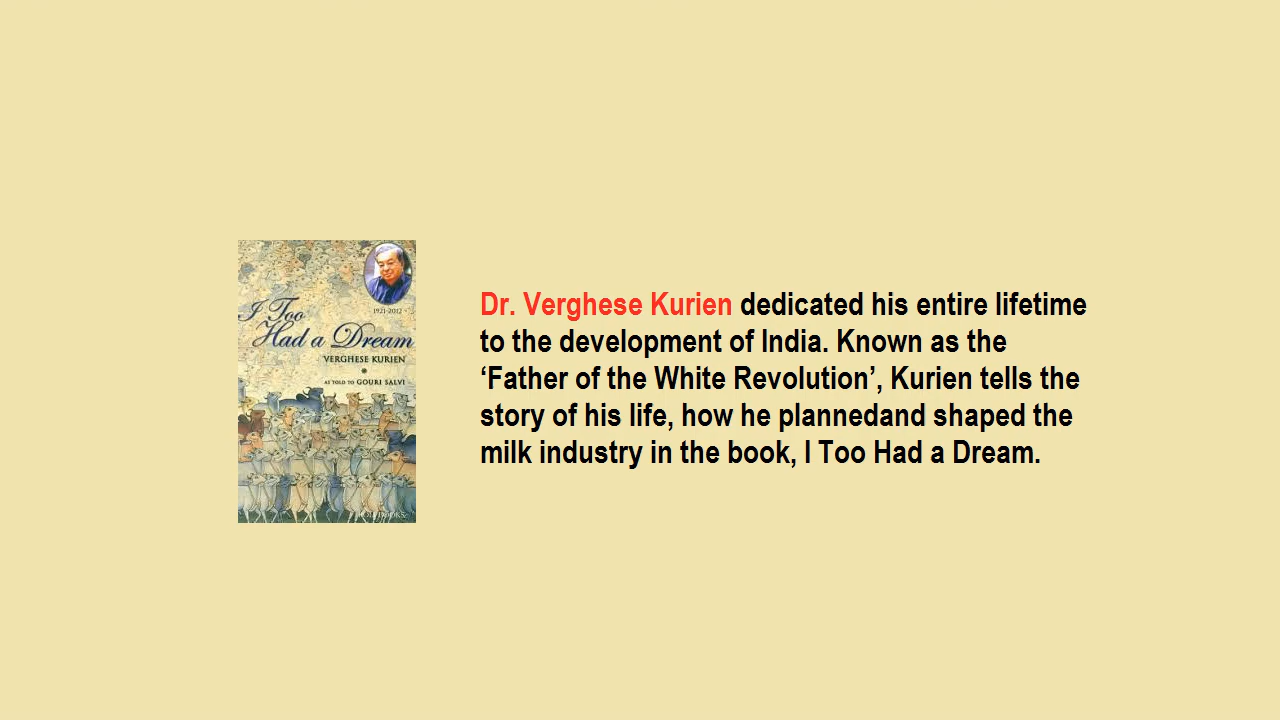 1921-2012
I Too
Had a Dream
VERGHESE KURIEN
AS TOLD TO GOURI SALVI
Dr. Verghese Kurien dedicated his entire lifetime
to the development of India. Known as the
‘Father of the White Revolution’, Kurien tells the
story of his life, how he plannedand shaped the
milk industry in the book, I Too Had a Dream.